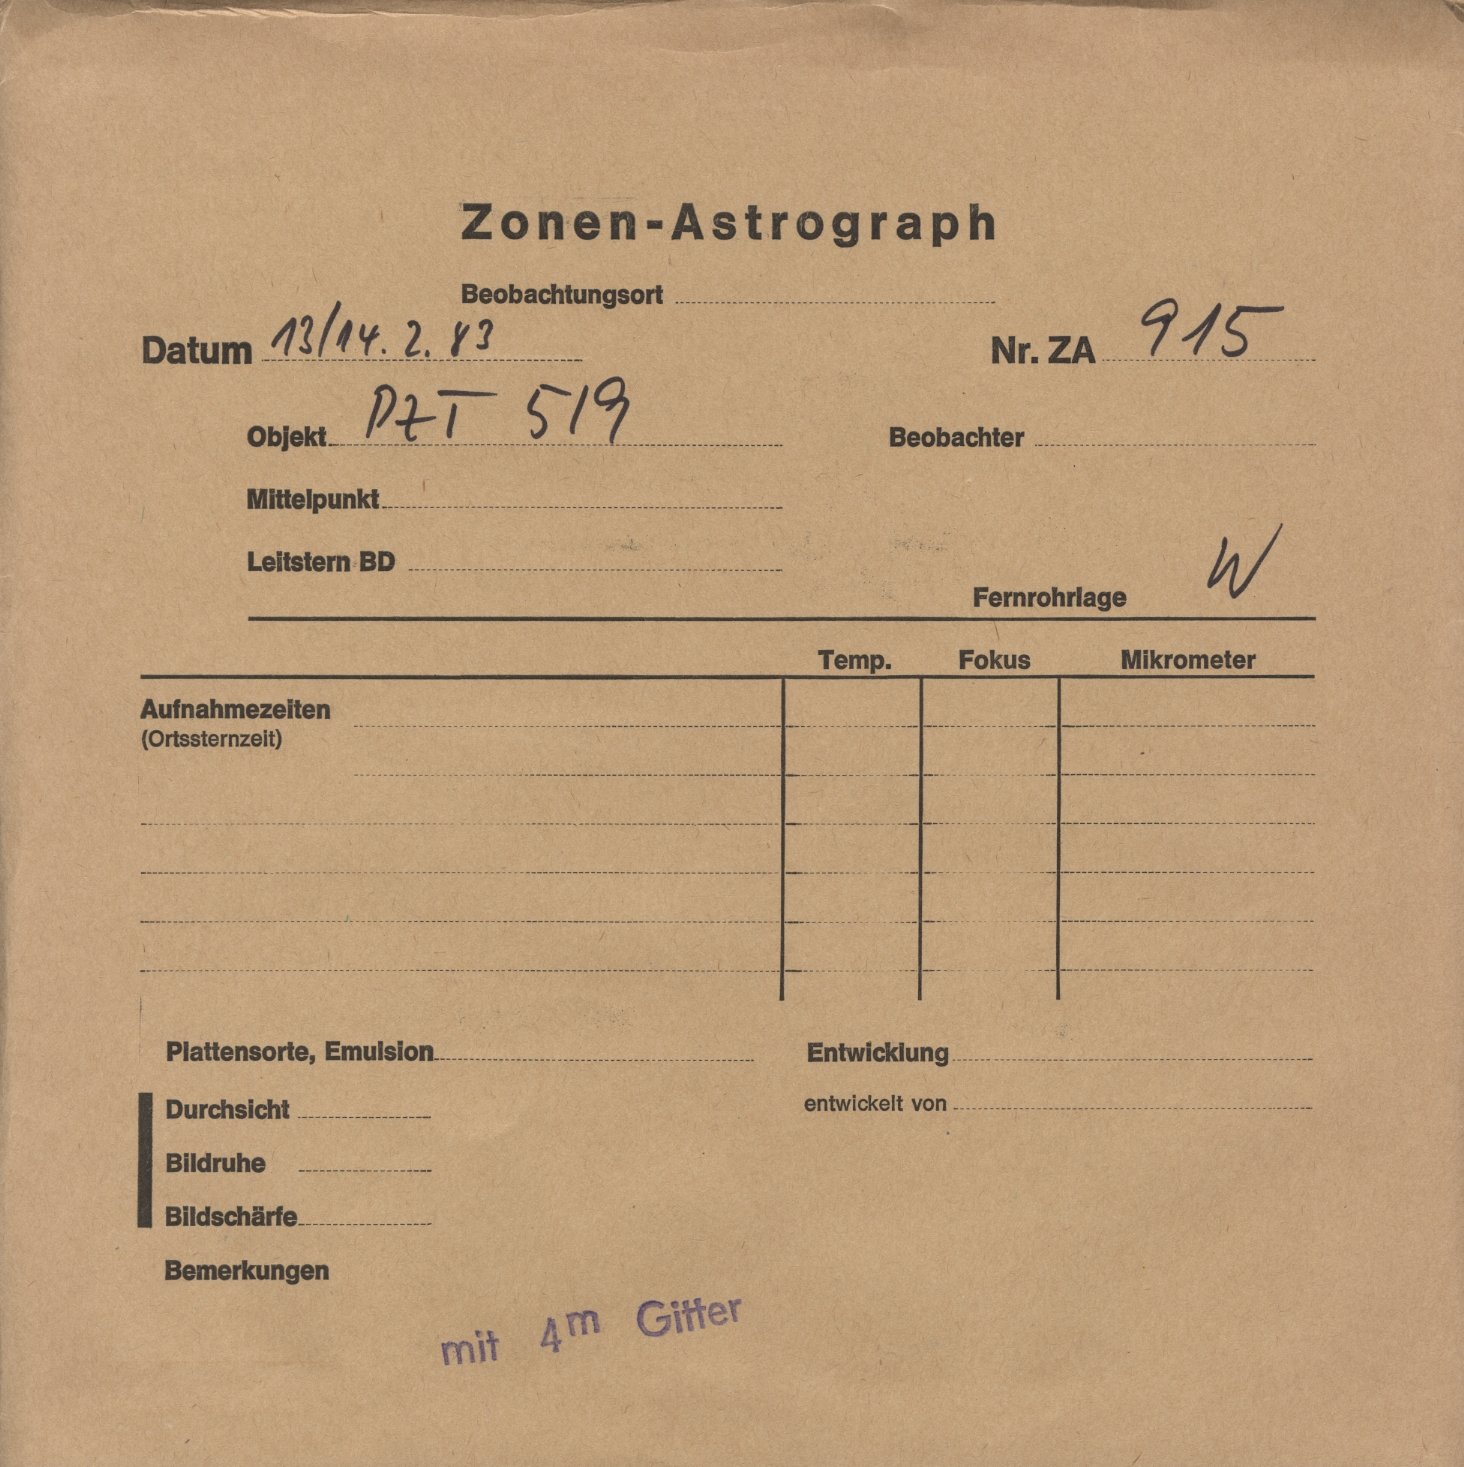 Zonen-Astrograph
Beobachtungsort
Datum 13/14. 2. 83
Nr. ZA 915
Objekt PZT 519
Beobachter
Mittelpunkt
Leitstern BD
Fernrohrlage W
Temp. Fokus Mikrometer
Aufnahmezeiten
(Ortssternzeit)
Plattensorte, Emulsion
Entwicklung
Durchsicht
entwickelt von
Bildruhe
Bildschärfe
Bemerkungen
mit 4m Gitter